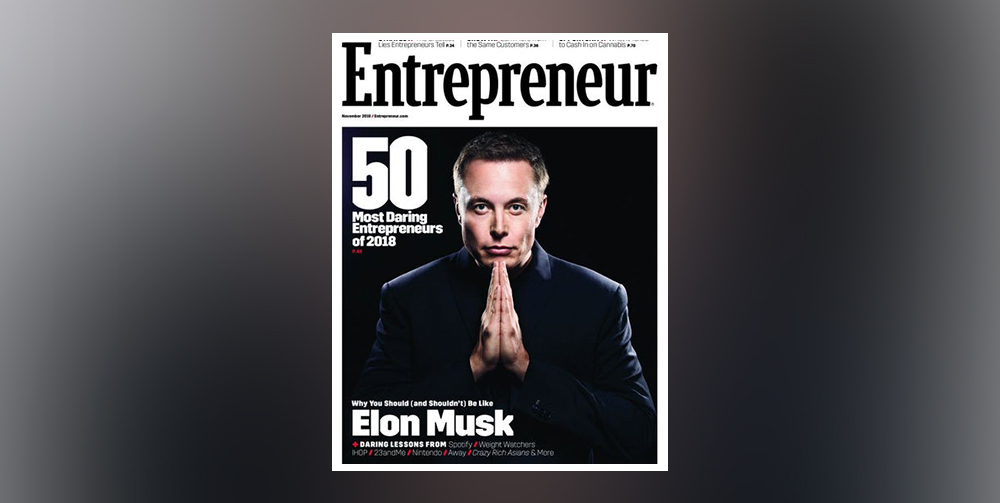 Lies Entrepreneurs Tell P.24
the Same Customers P.36
to Cash In on Cannabis P.78
Entrepreneur
November 2018 / Entrepreneur.com
50
Most Daring
Entrepreneurs
of 2018
Why You Should (and Shouldn't) Be Like
Elon Musk
+ DARING LESSONS FROM Spotify / Weight Watchers
IHOP / 23andMe / Nintendo / Away / Crazy Rich Asians & More